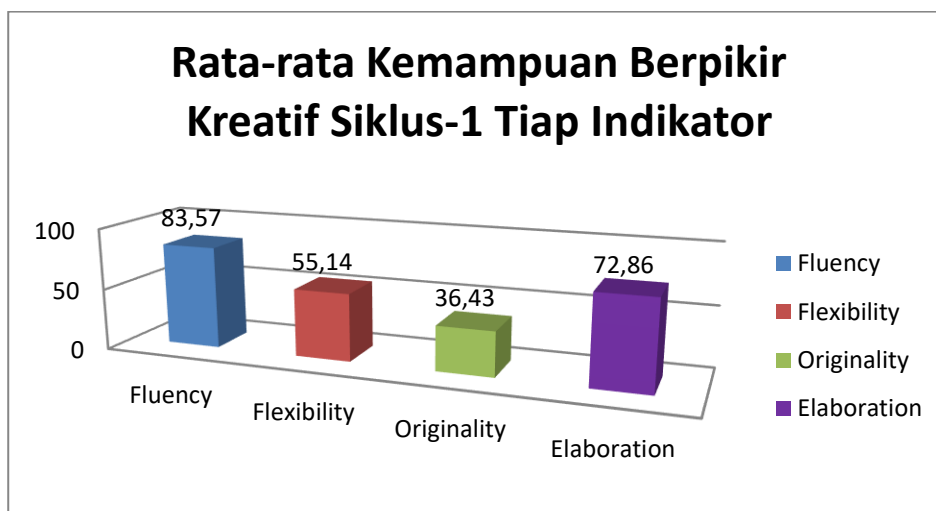 Rata-rata Kemampuan Berpikir
Kreatif Siklus-1 Tiap Indikator
100
50
0
83,57
55,14
36,43
72,86
Fluency
Flexibility
Originality
Elaboration
Fluency
Flexibility
Originality
Elaboration